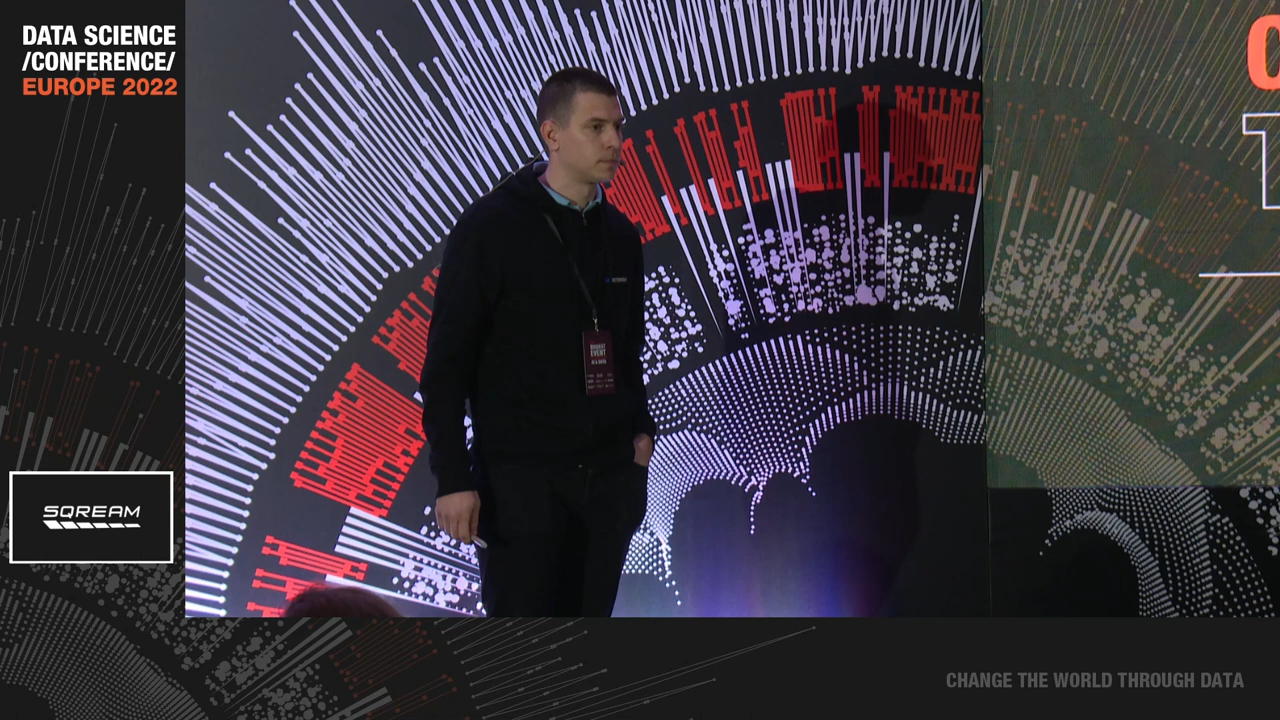 DATA SCIENCE
/CONFERENCE/
EUROPE 2022
SQREAM
CHANGE THE WORLD THROUGH DATA